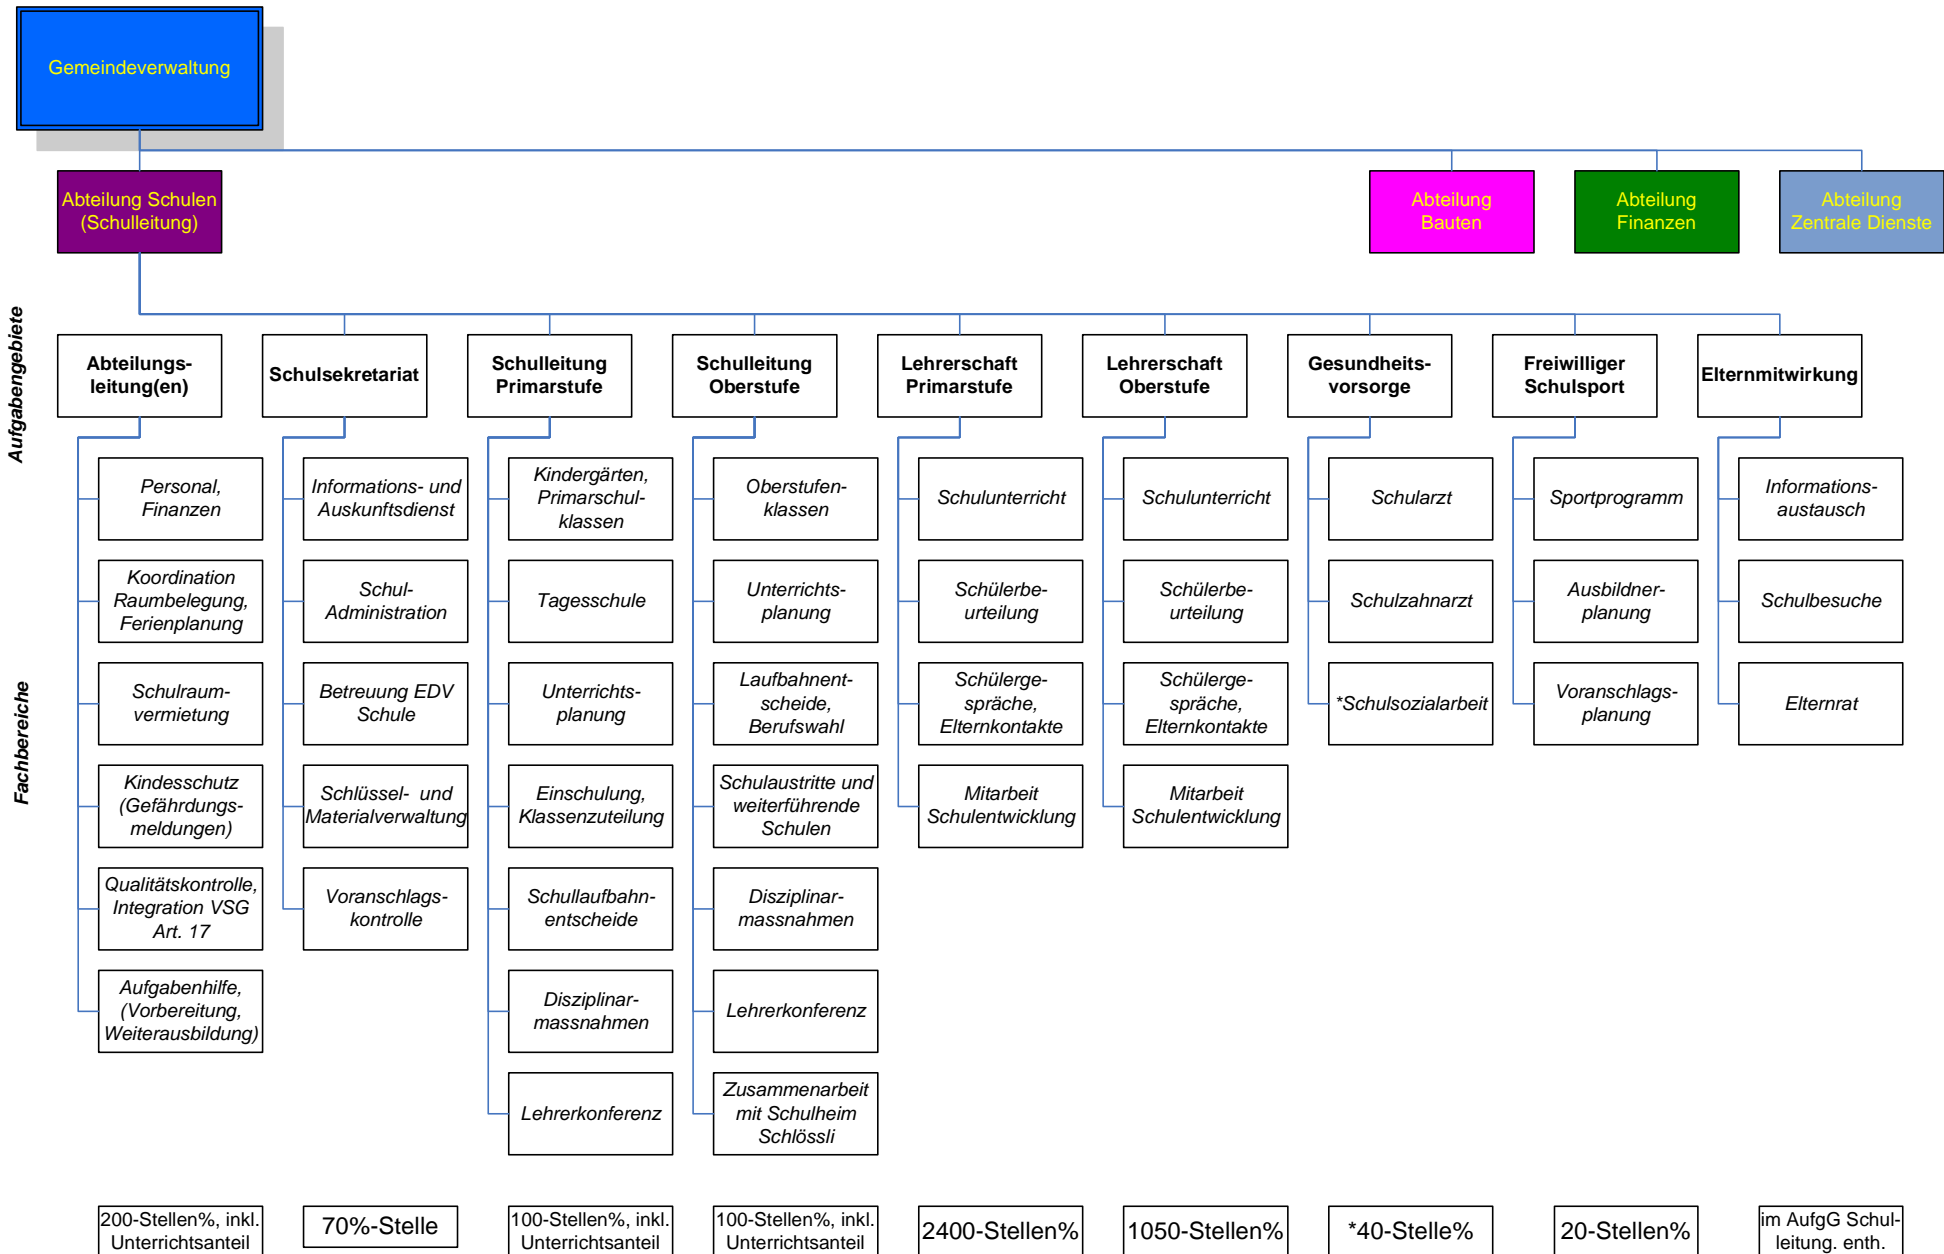 Gemeindeverwaltung
Abteilung Schulen
(Schulleitung)
Abteilung
Bauten
Abteilung
Finanzen
Abteilung
Zentrale Dienste
Aufgabengebiete
Abteilungs-
leitung(en)
Schulsekretariat
Schulleitung
Primarstufe
Schulleitung
Oberstufe
Lehrerschaft
Primarstufe
Lehrerschaft
Oberstufe
Gesundheits-
vorsorge
Freiwilliger
Schulsport
Elternmitwirkung
Fachbereiche
Personal,
Finanzen
Koordination
Raumbelegung,
Ferienplanung
Schulraum-
vermietung
Kindesschutz
(Gefährdungs-
meldungen)
Qualitätskontrolle,
Integration VSG
Art. 17
Aufgabenhilfe,
(Vorbereitung,
Weiterausbildung)
Informations- und
Auskunftsdienst
Schul-
Administration
Betreuung EDV
Schule
Schlüssel- und
Materialverwaltung
Voranschlags-
kontrolle
Kindergärten,
Primarschul-
klassen
Tagesschule
Unterrichts-
planung
Einschulung,
Klassenzuteilung
Schullaufbahn-
entscheide
Disziplinar-
massnahmen
Lehrerkonferenz
Oberstufen-
klassen
Unterrichts-
planung
Laufbahnent-
scheide,
Berufswahl
Schulaustritte und
weiterführende
Schulen
Disziplinar-
massnahmen
Lehrerkonferenz
Zusammenarbeit
mit Schulheim
Schlössli
Schulunterricht
Schülerbe-
urteilung
Schülerge-
spräche,
Elternkontakte
Mitarbeit
Schulentwicklung
Schulunterricht
Schülerbe-
urteilung
Schülerge-
spräche,
Elternkontakte
Mitarbeit
Schulentwicklung
Schularzt
Schulzahnarzt
*Schulsozialarbeit
Sportprogramm
Ausbildner-
planung
Voranschlags-
planung
Informations-
austausch
Schulbesuche
Elternrat
200-Stellen%, inkl.
Unterrichtsanteil
70%-Stelle
100-Stellen%, inkl.
Unterrichtsanteil
100-Stellen%, inkl.
Unterrichtsanteil
2400-Stellen%
1050-Stellen%
*40-Stelle%
20-Stellen%
im AufgG Schul-
leitung. enth.